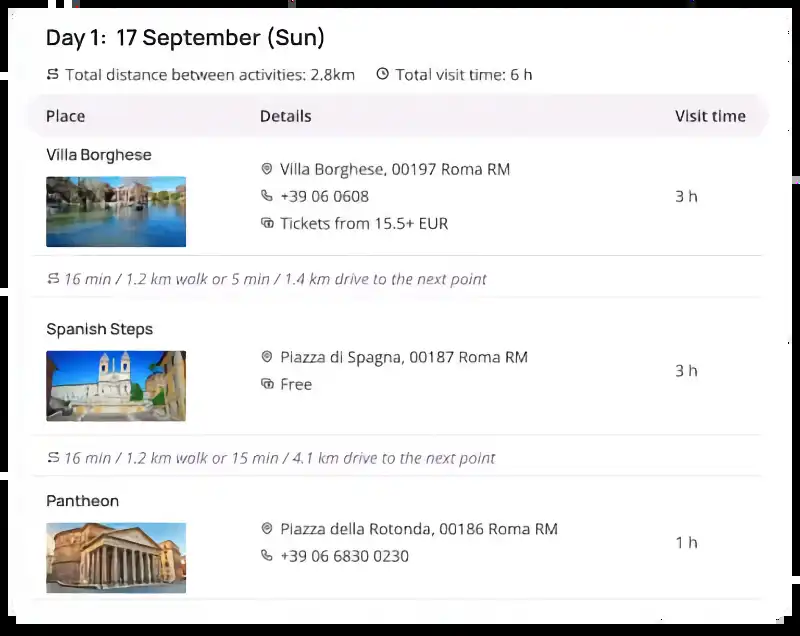 Day 1: 17 September (Sun)
Total distance between activities: 2.8km Total visit time: 6 h
Place Details Visit time
Villa Borghese
Villa Borghese, 00197 Roma RM
+39 06 0608
3 h
Tickets from 15.5+ EUR
16 min / 1.2 km walk or 5 min / 1.4 km drive to the next point
Spanish Steps
Piazza di Spagna, 00187 Roma RM
3 h
Free
16 min / 1.2 km walk or 15 min / 4.1 km drive to the next point
Pantheon
Piazza della Rotonda, 00186 Roma RM
1 h
+39 06 6830 0230